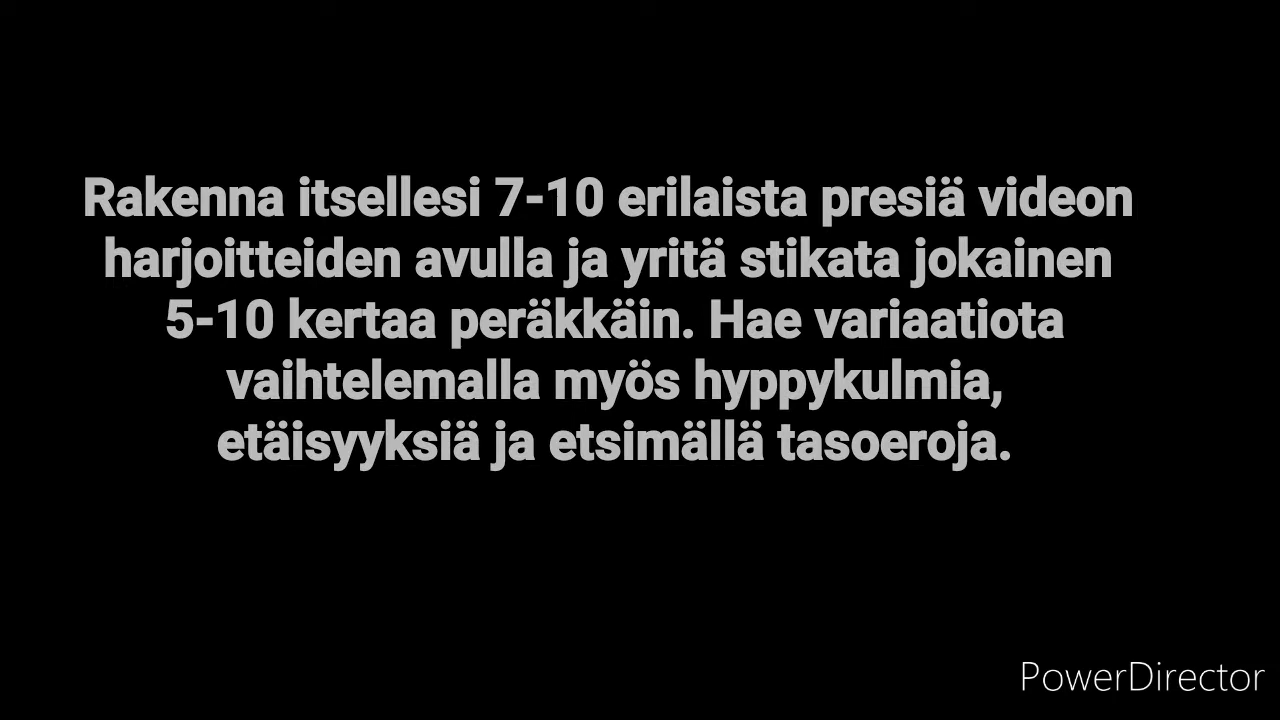 Rakenna itsellesi 7-10 erilaista presiä videon
harjoitteiden avulla ja yritä stikata jokainen
5-10 kertaa peräkkäin. Hae variaatiota
vaihtelemalla myös hyppykulmia,
etäisyyksiä ja etsimällä tasoeroja.
PowerDirector